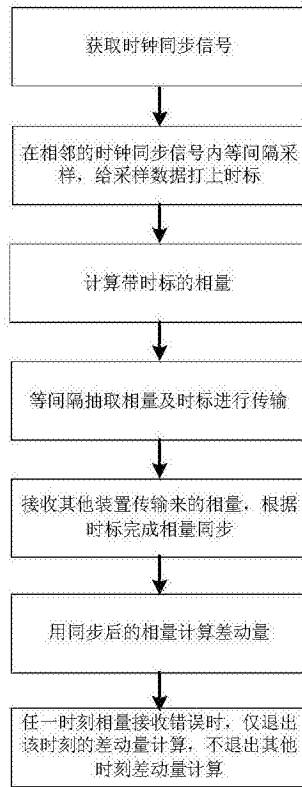 获取时钟同步信号
在相邻的时钟同步信号内等间隔采
样，给采样数据打上时标
计算带时标的相量
等间隔抽取相量及时标进行传输
接收其他装置传输来的相量，根据
时标完成相量同步
用同步后的相量计算差动量
任一时刻相量接收错误时，仅退出
该时刻的差动量计算，不退出其他
时刻差动量计算